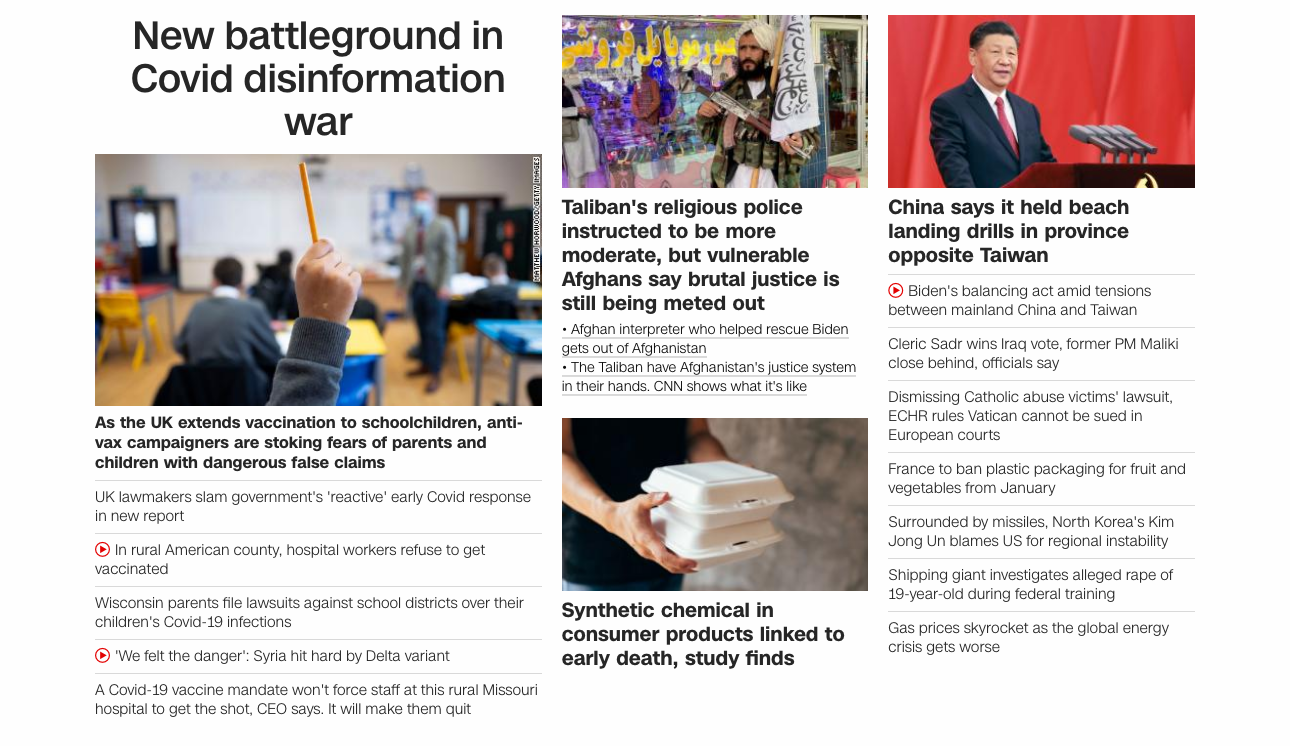 New battleground in
Covid disinformation
war
MATTHEW HORWOOD/GETTY IMAGES
As the UK extends vaccination to schoolchildren, anti-
vax campaigners are stoking fears of parents and
children with dangerous false claims
UK lawmakers slam government's 'reactive' early Covid response
in new report
In rural American county, hospital workers refuse to get
vaccinated
Wisconsin parents file lawsuits against school districts over their
children's Covid-19 infections
'We felt the danger': Syria hit hard by Delta variant
A Covid-19 vaccine mandate won't force staff at this rural Missouri
hospital to get the shot, CEO says. It will make them quit
Taliban's religious police
instructed to be more
moderate, but vulnerable
Afghans say brutal justice is
still being meted out
• Afghan interpreter who helped rescue Biden
gets out of Afghanistan
• The Taliban have Afghanistan's justice system
in their hands. CNN shows what it's like
Synthetic chemical in
consumer products linked to
early death, study finds
China says it held beach
landing drills in province
opposite Taiwan
Biden's balancing act amid tensions
between mainland China and Taiwan
Cleric Sadr wins Iraq vote, former PM Maliki
close behind, officials say
Dismissing Catholic abuse victims' lawsuit,
ECHR rules Vatican cannot be sued in
European courts
France to ban plastic packaging for fruit and
vegetables from January
Surrounded by missiles, North Korea's Kim
Jong Un blames US for regional instability
Shipping giant investigates alleged rape of
19-year-old during federal training
Gas prices skyrocket as the global energy
crisis gets worse